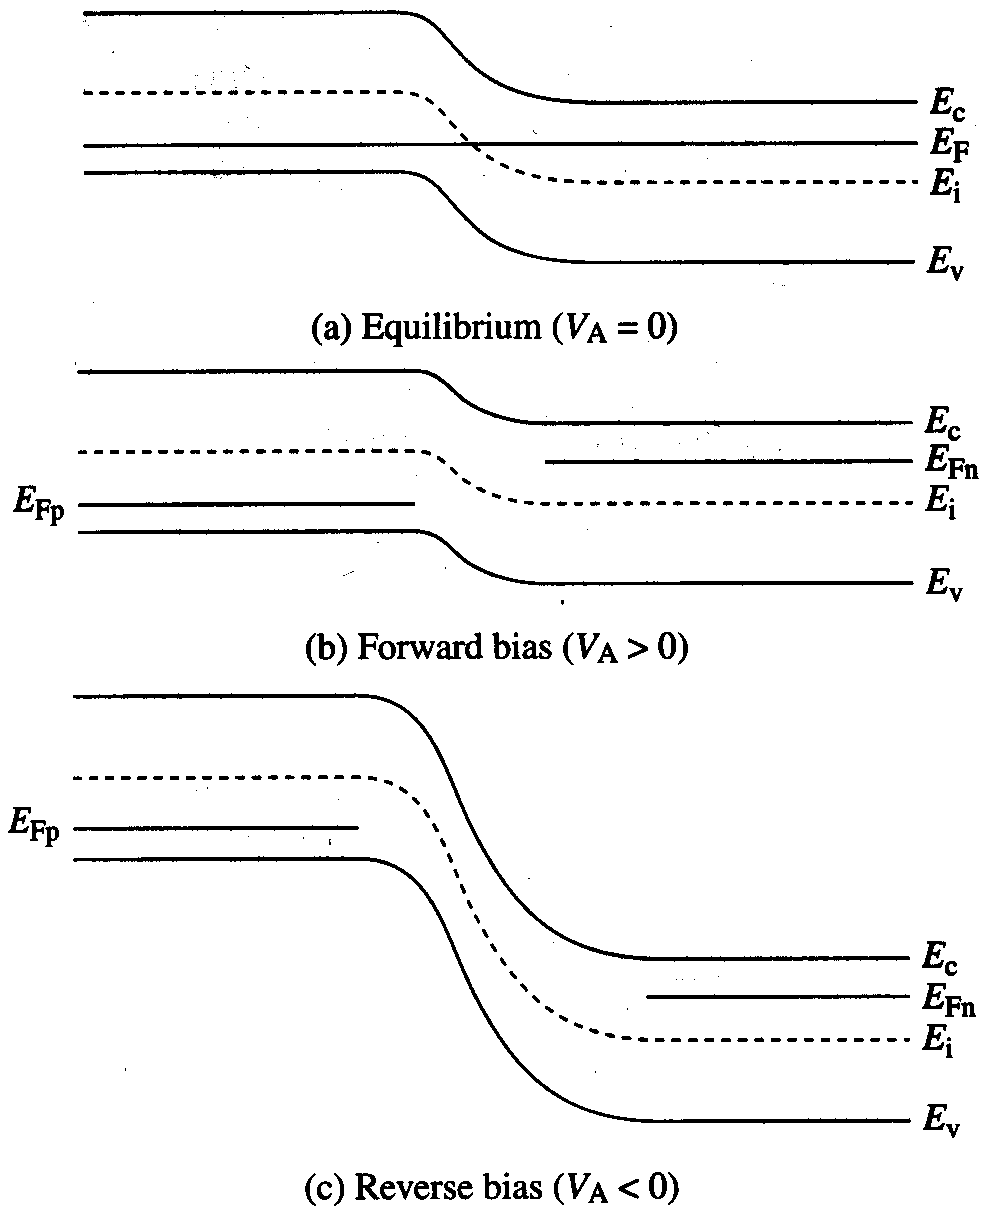 E_c
E_F
E_i
E_v
(a) Equilibrium (V_A = 0)
E_c
E_Fn
E_Fp
E_i
E_v
(b) Forward bias (V_A > 0)
E_Fp
E_c
E_Fn
E_i
E_v
(c) Reverse bias (V_A < 0)